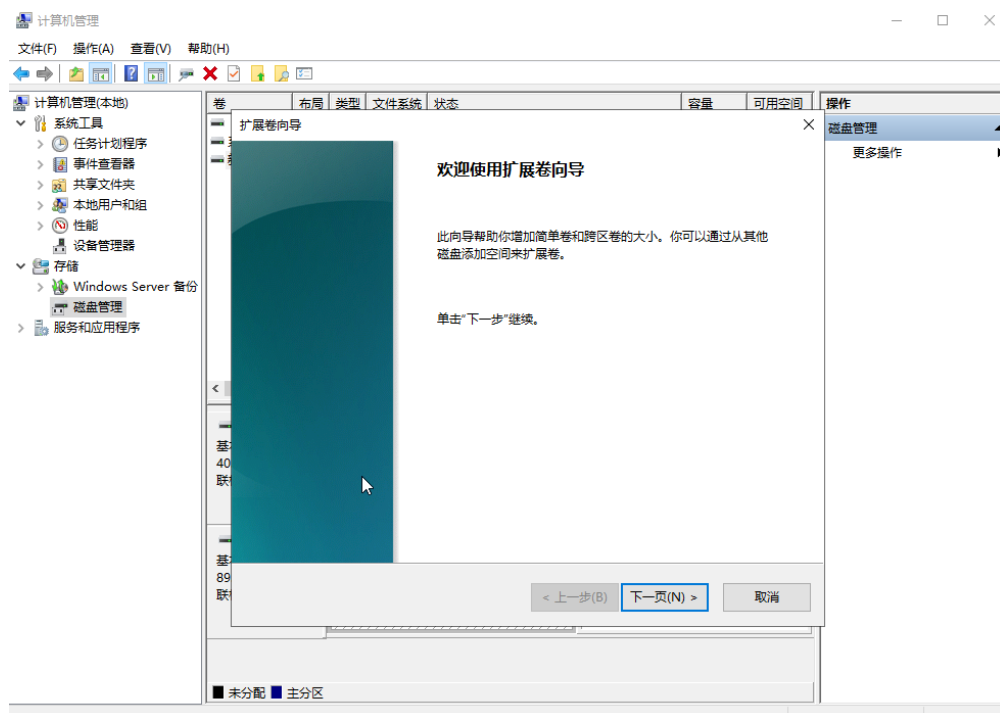 计算机管理
文件(F) 操作(A) 查看(V) 帮助(H)
计算机管理(本地)
系统工具
任务计划程序
事件查看器
共享文件夹
本地用户和组
性能
设备管理器
存储
Windows Server 备份
磁盘管理
服务和应用程序
卷 布局 类型 文件系统 状态 容量 可用空间
扩展卷向导
欢迎使用扩展卷向导
此向导帮助你增加简单卷和跨区卷的大小。你可以通过从其他
磁盘添加空间来扩展卷。
单击“下一步”继续。
< 上一步(B) 下一页(N) > 取消
基
40
联
基
89
联
未分配 主分区
操作
磁盘管理
更多操作